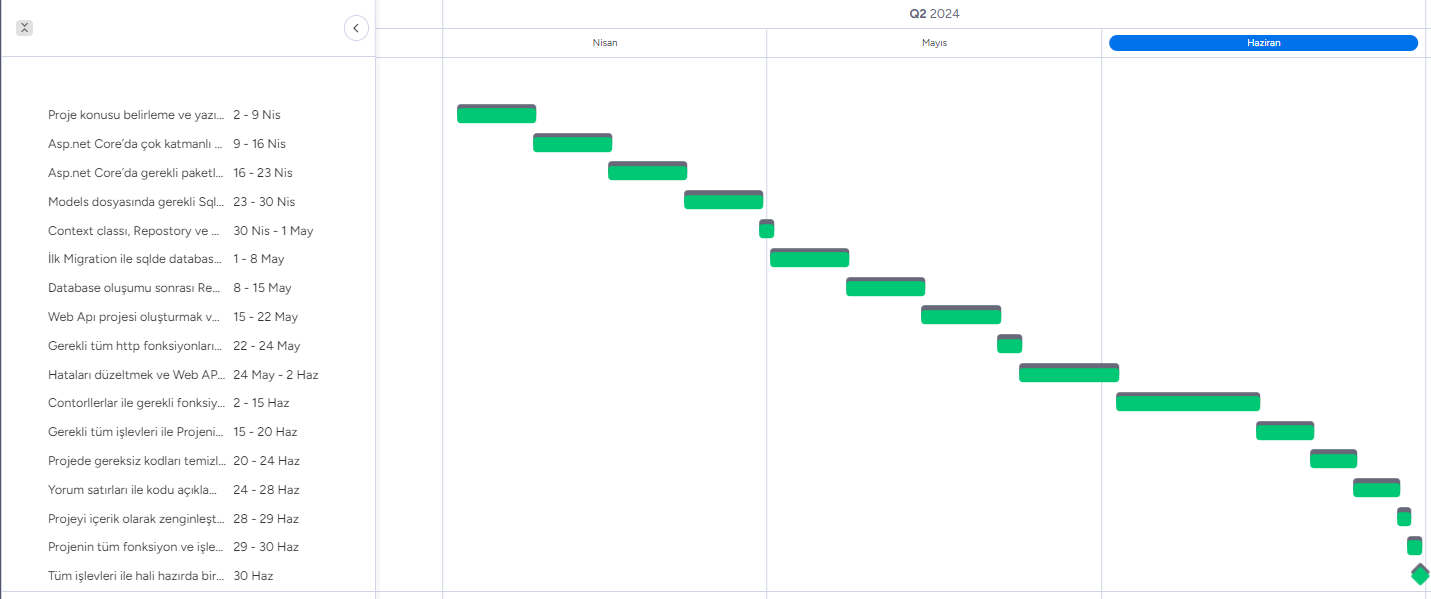 Q2 2024
Nisan Mayıs Haziran
Proje konusu belirleme ve yazı... 2 - 9 Nis
Asp.net Core’da çok katmanlı ... 9 - 16 Nis
Asp.net Core’da gerekli paketl... 16 - 23 Nis
Models dosyasında gerekli Sql... 23 - 30 Nis
Context classı, Repostory ve ... 30 Nis - 1 May
İlk Migration ile sqlde databas... 1 - 8 May
Database oluşumu sonrası Re... 8 - 15 May
Web Apı projesi oluşturmak v... 15 - 22 May
Gerekli tüm http fonksiyonları... 22 - 24 May
Hataları düzeltmek ve Web AP... 24 May - 2 Haz
Contorllerlar ile gerekli fonksiy... 2 - 15 Haz
Gerekli tüm işlevleri ile Projeni... 15 - 20 Haz
Projede gereksiz kodları temizl... 20 - 24 Haz
Yorum satırları ile kodu açıkla... 24 - 28 Haz
Projeyi içerik olarak zenginleşt... 28 - 29 Haz
Projenin tüm fonksiyon ve işle... 29 - 30 Haz
Tüm işlevleri ile hali hazırda bir... 30 Haz